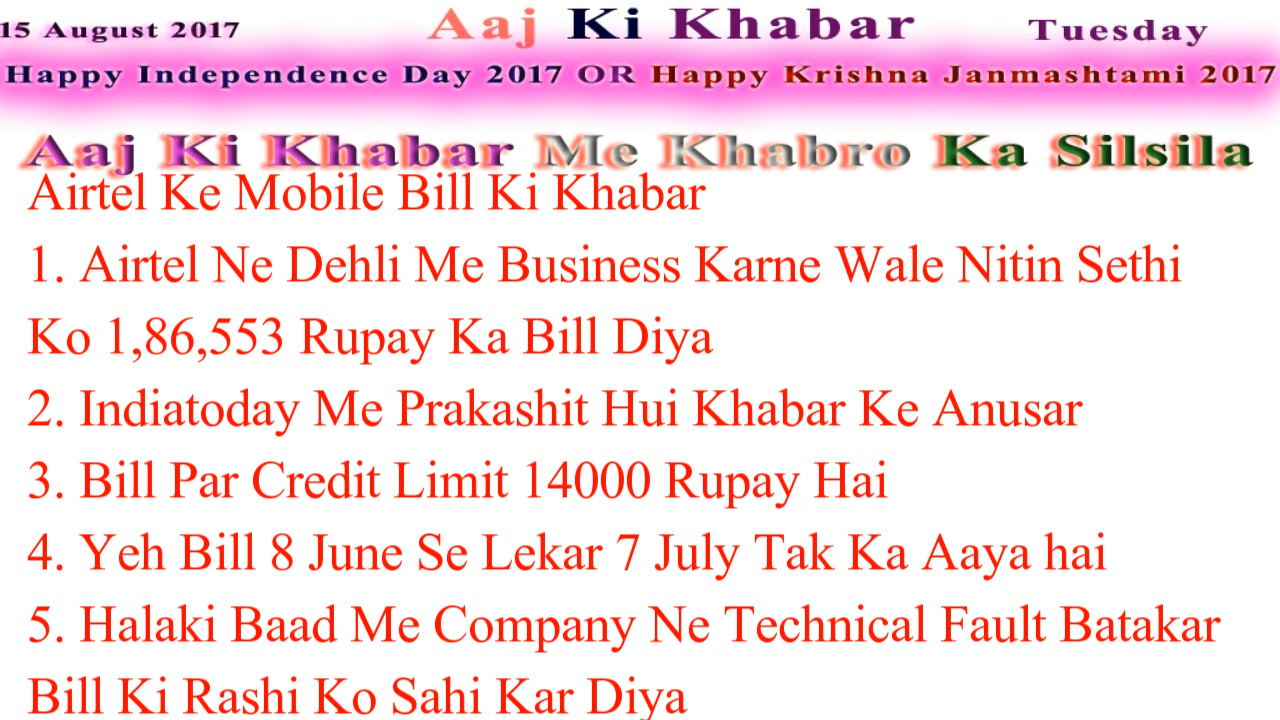 15 August 2017 Aaj Ki Khabar Tuesday
Happy Independence Day 2017 OR Happy Krishna Janmashtami 2017
Aaj Ki Khabar Me Khabro Ka Silsila
Airtel Ke Mobile Bill Ki Khabar
1. Airtel Ne Dehli Me Business Karne Wale Nitin Sethi
Ko 1,86,553 Rupay Ka Bill Diya
2. Indiatoday Me Prakashit Hui Khabar Ke Anusar
3. Bill Par Credit Limit 14000 Rupay Hai
4. Yeh Bill 8 June Se Lekar 7 July Tak Ka Aaya hai
5. Halaki Baad Me Company Ne Technical Fault Batakar
Bill Ki Rashi Ko Sahi Kar Diya